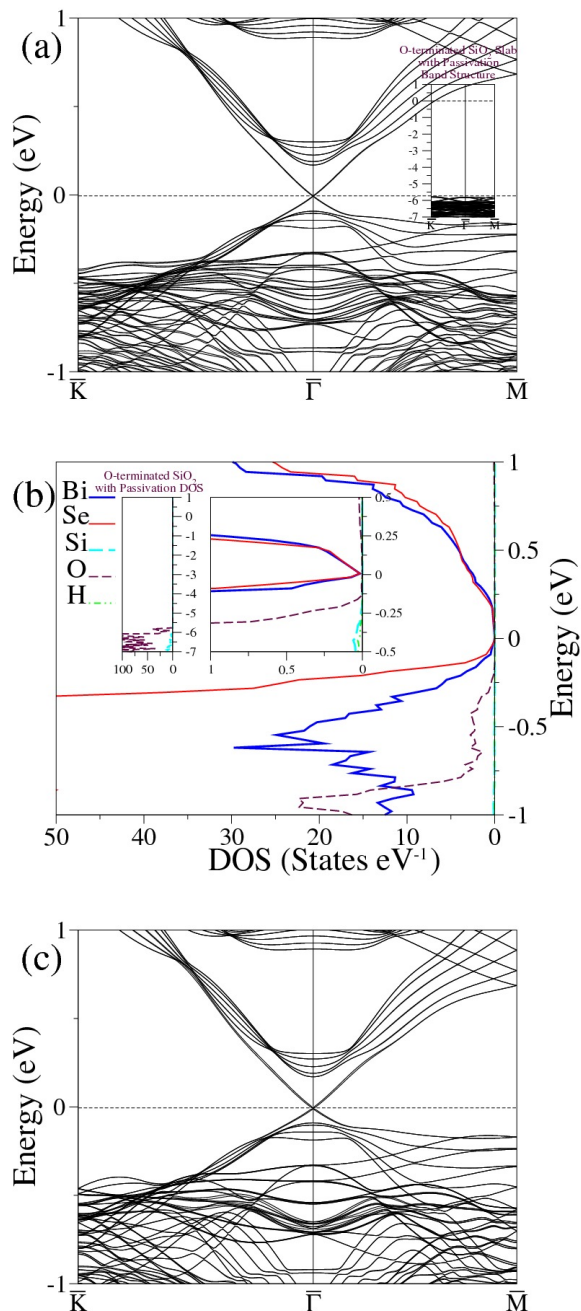 (a)
1
0
-1
Energy (eV)
K̅
Γ̅
M̅
O-terminated SiO2 Slab
with Passivation
Band Structure
1
0
-1
-2
-3
-4
-5
-6
-7
K̅
Γ̅
M̅
(b)
Bi
Se
Si
O
H
O-terminated SiO2
with Passivation DOS
1
0
-1
-2
-3
-4
-5
-6
-7
100
50
0
0.5
0.25
0
-0.25
-0.5
1
0.5
0
1
0.5
0
-0.5
-1
Energy (eV)
50
40
30
20
10
0
DOS (States eV-1)
(c)
1
0
-1
Energy (eV)
K̅
Γ̅
M̅